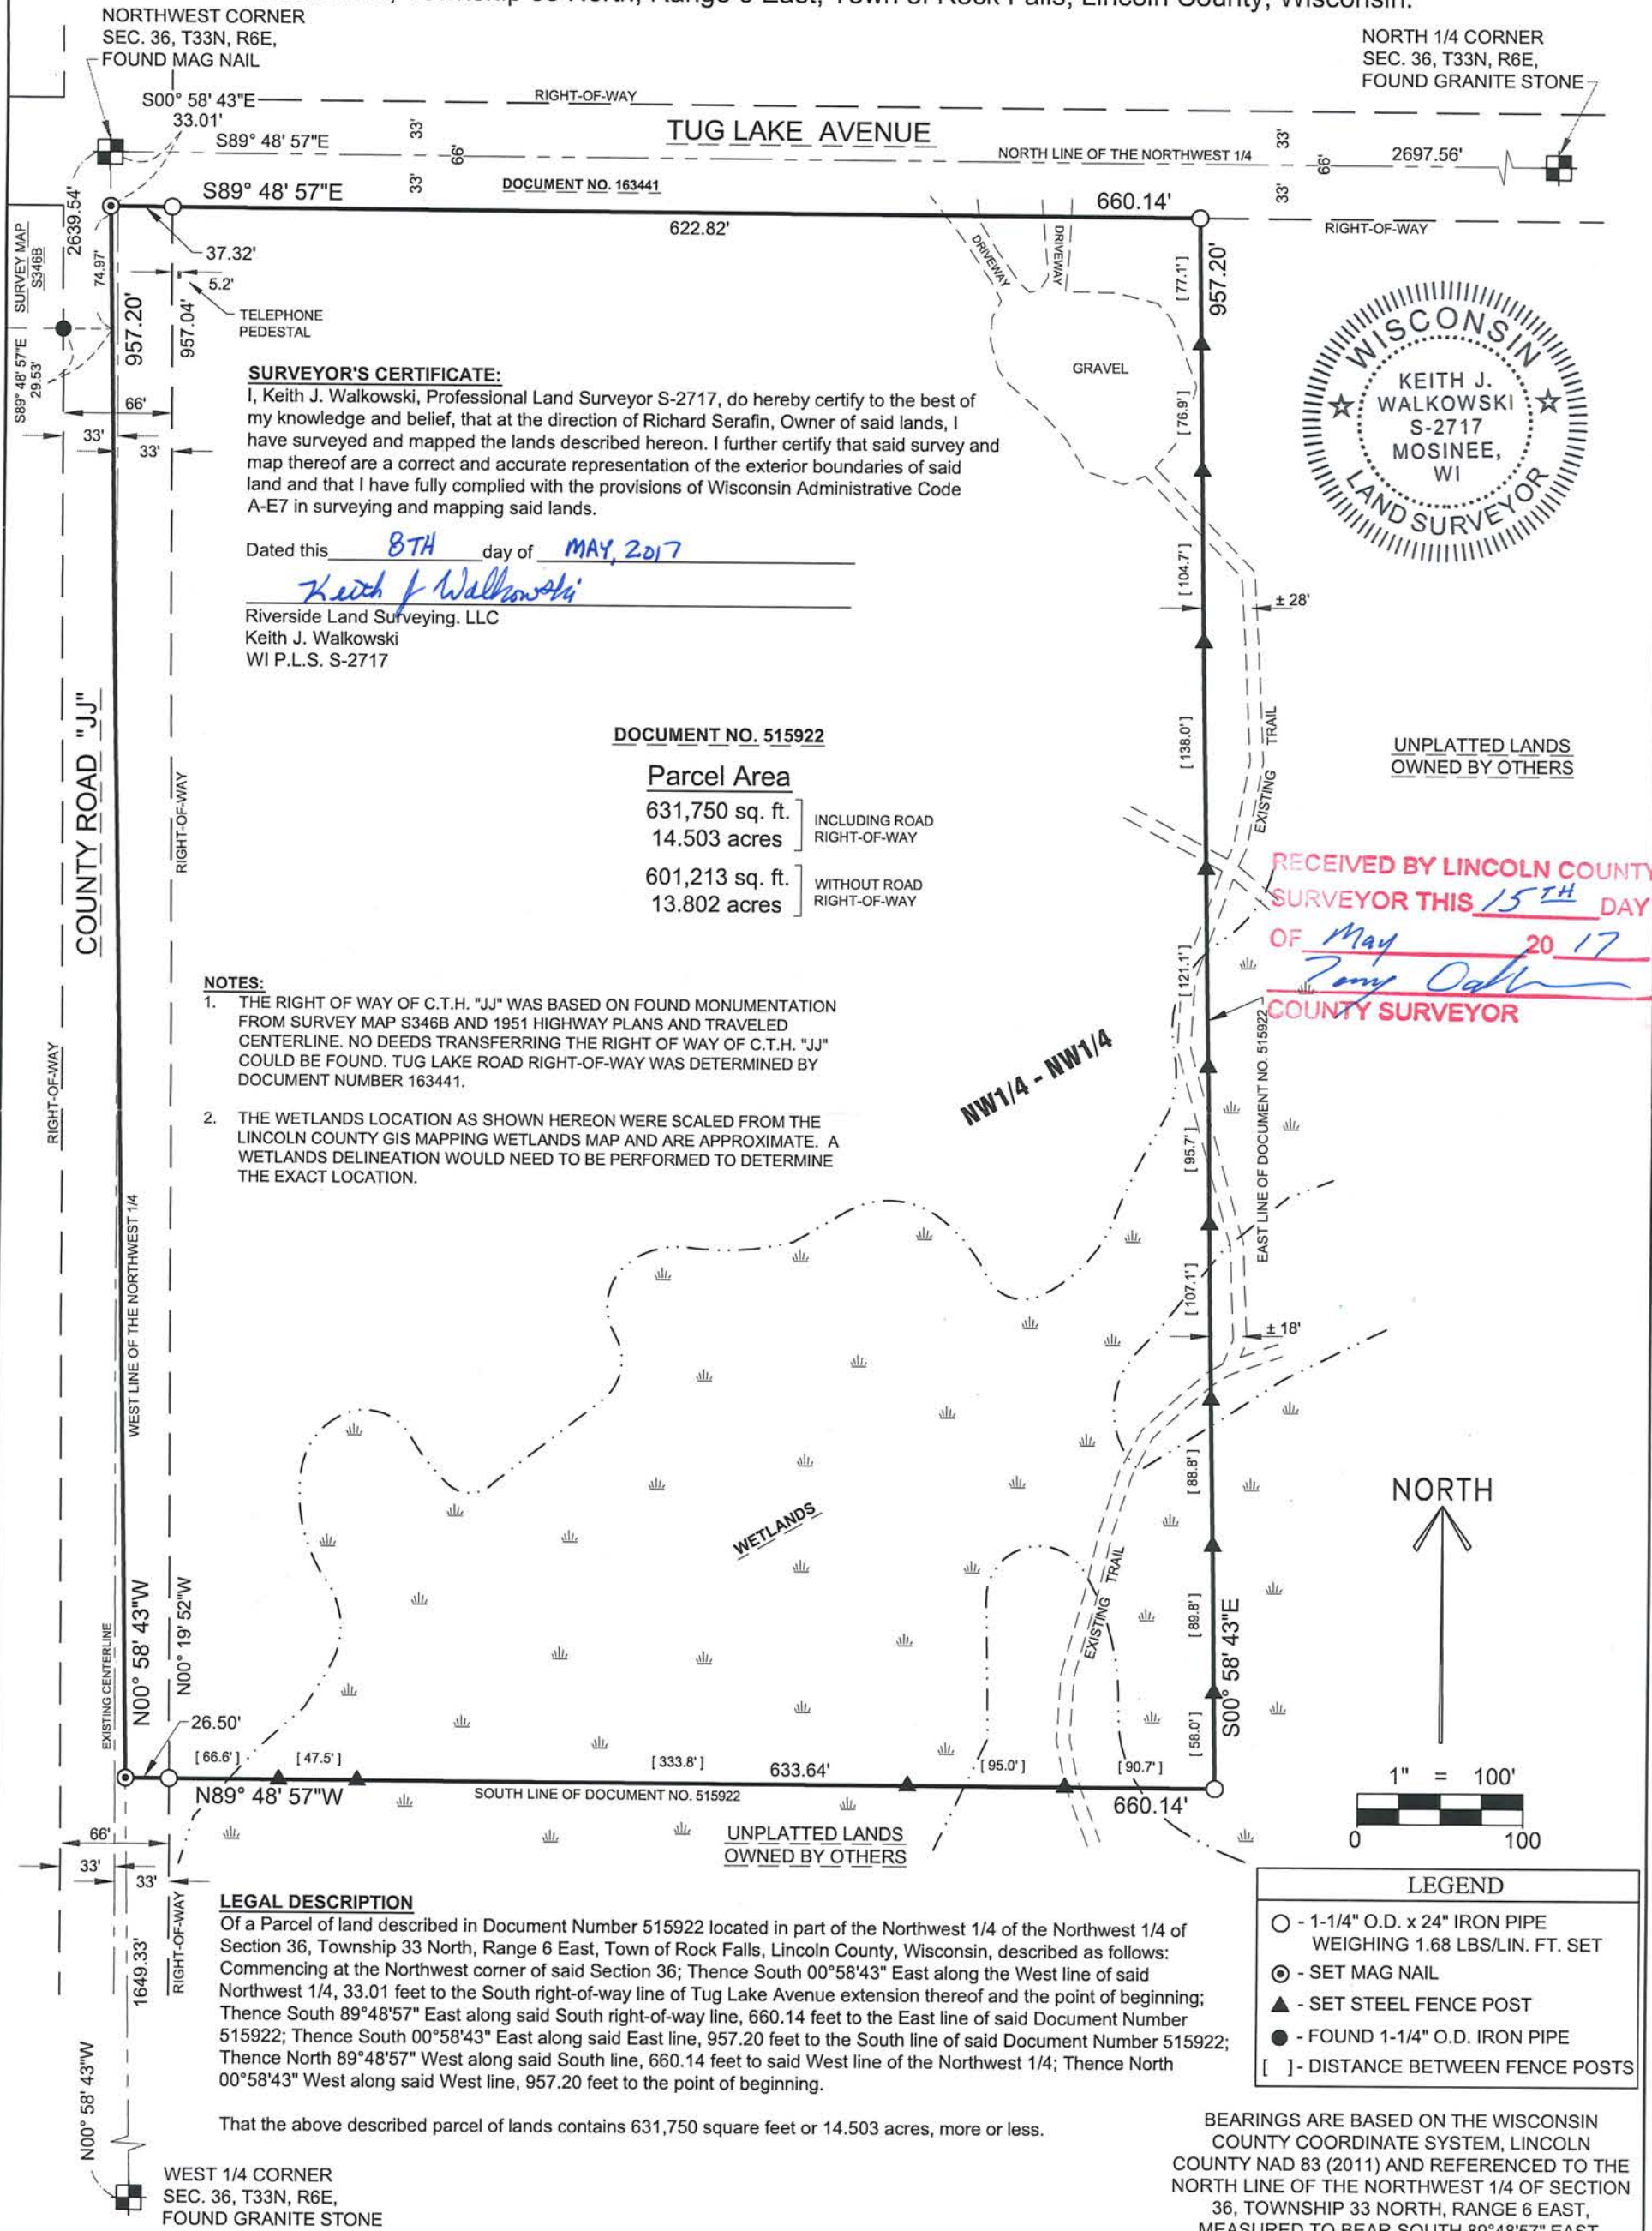 NORTHWEST CORNER
SEC. 36, T33N, R6E,
FOUND MAG NAIL
NORTH 1/4 CORNER
SEC. 36, T33N, R6E,
FOUND GRANITE STONE
S00° 58' 43"E
33.01'
RIGHT-OF-WAY
S89° 48' 57"E
33'
66'
33'
TUG LAKE AVENUE
NORTH LINE OF THE NORTHWEST 1/4
33'
66'
33'
2697.56'
S89° 48' 57"E
DOCUMENT NO. 163441
660.14'
622.82'
RIGHT-OF-WAY
SURVEY MAP
S346B
2639.54'
74.97'
37.32'
5.2'
TELEPHONE
PEDESTAL
957.20'
957.04'
S89° 48' 57"E
29.53'
66'
33'
33'
DRIVEWAY
DRIVEWAY
GRAVEL
[ 77.1' ]
957.20'
[ 76.9' ]
[ 104.7' ]
± 28'
[ 138.0' ]
EXISTING TRAIL
WISCONSIN
KEITH J.
WALKOWSKI
S-2717
MOSINEE,
WI
LAND SURVEYOR
SURVEYOR'S CERTIFICATE:
I, Keith J. Walkowski, Professional Land Surveyor S-2717, do hereby certify to the best of
my knowledge and belief, that at the direction of Richard Serafin, Owner of said lands, I
have surveyed and mapped the lands described hereon. I further certify that said survey and
map thereof are a correct and accurate representation of the exterior boundaries of said
land and that I have fully complied with the provisions of Wisconsin Administrative Code
A-E7 in surveying and mapping said lands.
Dated this 8TH day of MAY, 2017
Keith J Walkowski
Riverside Land Surveying. LLC
Keith J. Walkowski
WI P.L.S. S-2717
COUNTY ROAD "JJ"
RIGHT-OF-WAY
DOCUMENT NO. 515922
Parcel Area
631,750 sq. ft.
14.503 acres
INCLUDING ROAD
RIGHT-OF-WAY
601,213 sq. ft.
13.802 acres
WITHOUT ROAD
RIGHT-OF-WAY
UNPLATTED LANDS
OWNED BY OTHERS
RECEIVED BY LINCOLN COUNTY
SURVEYOR THIS 15TH DAY
OF May 20 17
COUNTY SURVEYOR
NOTES:
1. THE RIGHT OF WAY OF C.T.H. "JJ" WAS BASED ON FOUND MONUMENTATION
FROM SURVEY MAP S346B AND 1951 HIGHWAY PLANS AND TRAVELED
CENTERLINE. NO DEEDS TRANSFERRING THE RIGHT OF WAY OF C.T.H. "JJ"
COULD BE FOUND. TUG LAKE ROAD RIGHT-OF-WAY WAS DETERMINED BY
DOCUMENT NUMBER 163441.
2. THE WETLANDS LOCATION AS SHOWN HEREON WERE SCALED FROM THE
LINCOLN COUNTY GIS MAPPING WETLANDS MAP AND ARE APPROXIMATE. A
WETLANDS DELINEATION WOULD NEED TO BE PERFORMED TO DETERMINE
THE EXACT LOCATION.
RIGHT-OF-WAY
WEST LINE OF THE NORTHWEST 1/4
NW1/4 - NW1/4
[ 121.1' ]
EAST LINE OF DOCUMENT NO. 515922
[ 95.7' ]
[ 107.1' ]
± 18'
[ 88.8' ]
WETLANDS
EXISTING TRAIL
[ 89.8' ]
S00° 58' 43"E
[ 58.0' ]
NORTH
1" = 100'
0
100
EXISTING CENTERLINE
N00° 58' 43"W
N00° 19' 52"W
26.50'
[ 66.6' ]
[ 47.5' ]
[ 333.8' ]
633.64'
[ 95.0' ]
[ 90.7' ]
N89° 48' 57"W
SOUTH LINE OF DOCUMENT NO. 515922
660.14'
UNPLATTED LANDS
OWNED BY OTHERS
66'
33'
33'
RIGHT-OF-WAY
1649.33'
N00° 58' 43"W
LEGAL DESCRIPTION
Of a Parcel of land described in Document Number 515922 located in part of the Northwest 1/4 of the Northwest 1/4 of
Section 36, Township 33 North, Range 6 East, Town of Rock Falls, Lincoln County, Wisconsin, described as follows:
Commencing at the Northwest corner of said Section 36; Thence South 00°58'43" East along the West line of said
Northwest 1/4, 33.01 feet to the South right-of-way line of Tug Lake Avenue extension thereof and the point of beginning;
Thence South 89°48'57" East along said South right-of-way line, 660.14 feet to the East line of said Document Number
515922; Thence South 00°58'43" East along said East line, 957.20 feet to the South line of said Document Number 515922;
Thence North 89°48'57" West along said South line, 660.14 feet to said West line of the Northwest 1/4; Thence North
00°58'43" West along said West line, 957.20 feet to the point of beginning.
That the above described parcel of lands contains 631,750 square feet or 14.503 acres, more or less.
WEST 1/4 CORNER
SEC. 36, T33N, R6E,
FOUND GRANITE STONE
LEGEND
- 1-1/4" O.D. x 24" IRON PIPE
WEIGHING 1.68 LBS/LIN. FT. SET
- SET MAG NAIL
- SET STEEL FENCE POST
- FOUND 1-1/4" O.D. IRON PIPE
[ ] - DISTANCE BETWEEN FENCE POSTS
BEARINGS ARE BASED ON THE WISCONSIN
COUNTY COORDINATE SYSTEM, LINCOLN
COUNTY NAD 83 (2011) AND REFERENCED TO THE
NORTH LINE OF THE NORTHWEST 1/4 OF SECTION
36, TOWNSHIP 33 NORTH, RANGE 6 EAST,
MEASURED TO BEAR SOUTH 89°48'57" EAST